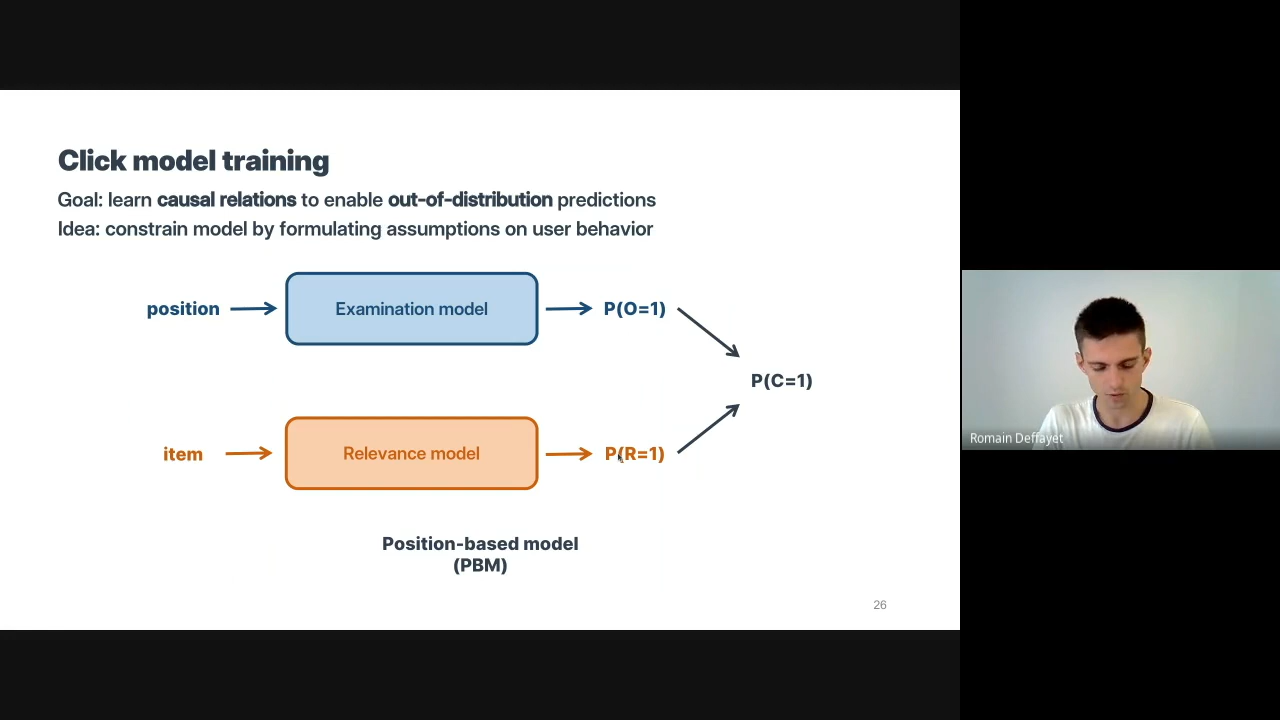 Click model training
Goal: learn causal relations to enable out-of-distribution predictions
Idea: constrain model by formulating assumptions on user behavior
position
Examination model
P(O=1)
P(C=1)
item
Relevance model
P(R=1)
Position-based model
(PBM)
26
Romain Deffayet